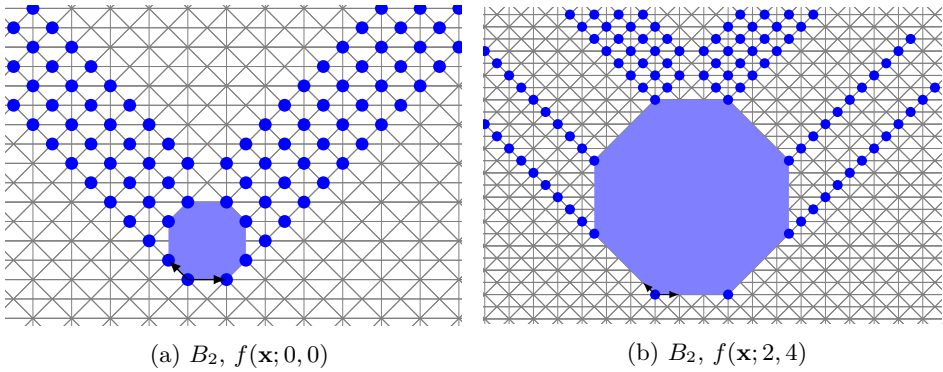 (a) B₂, f(𝐱; 0, 0)
(b) B₂, f(𝐱; 2, 4)